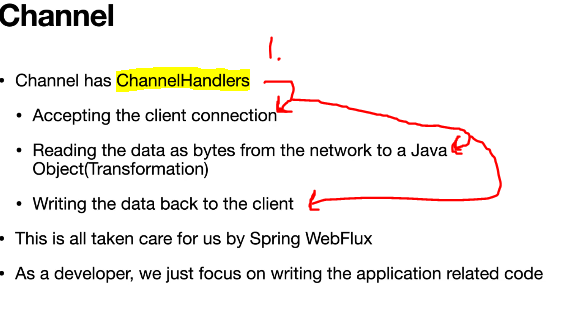 Channel
1.
• Channel has ChannelHandlers
• Accepting the client connection
• Reading the data as bytes from the network to a Java
Object(Transformation)
• Writing the data back to the client
• This is all taken care for us by Spring WebFlux
• As a developer, we just focus on writing the application related code